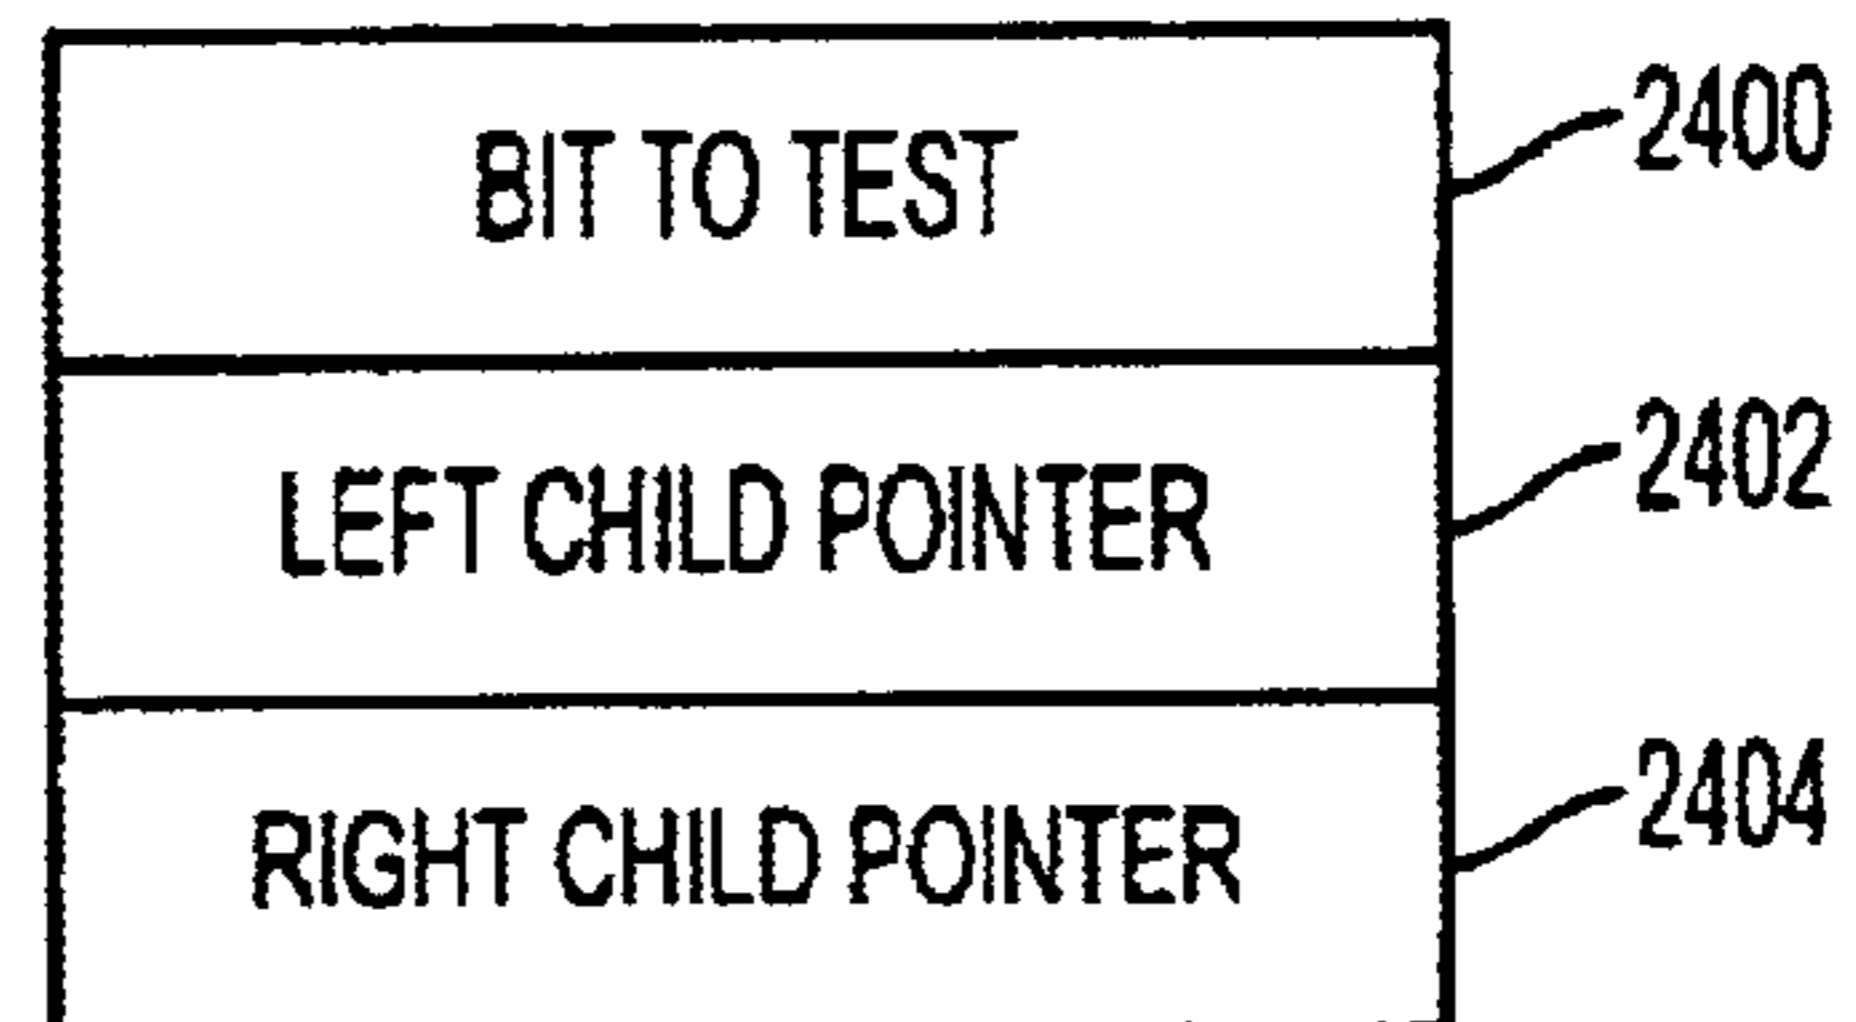 BIT TO TEST 2400
LEFT CHILD POINTER 2402
RIGHT CHILD POINTER 2404